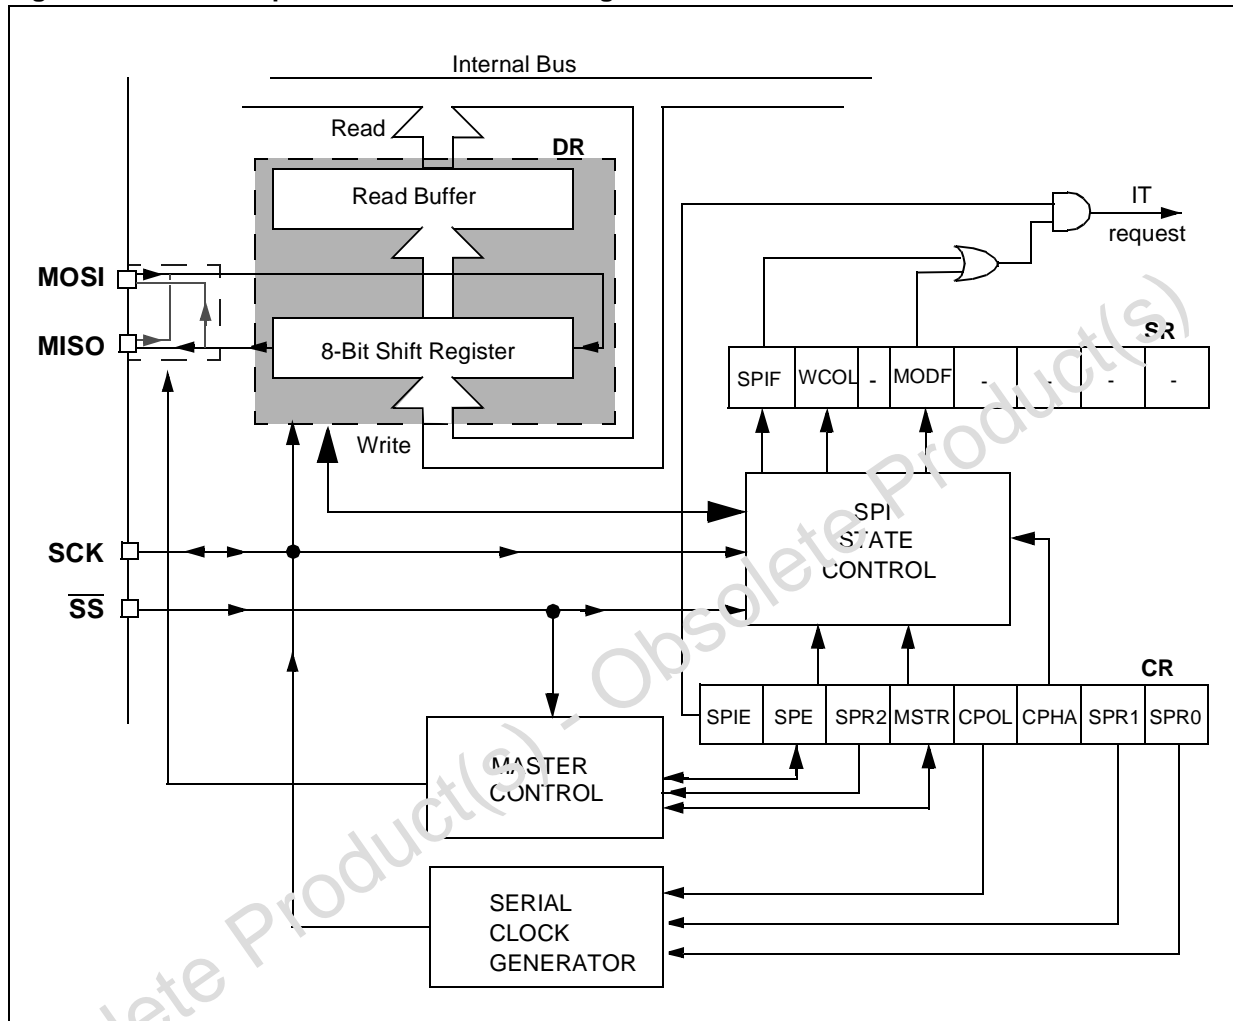 Internal Bus
Read
DR
Read Buffer
IT
request
MOSI
MISO
8-Bit Shift Register
SR
SPIF WCOL - MODF - - - -
Write
SPI
STATE
CONTROL
SCK
SS
CR
SPIE SPE SPR2 MSTR CPOL CPHA SPR1 SPR0
MASTER
CONTROL
SERIAL
CLOCK
GENERATOR
Product(s) - Obsolete Product(s)